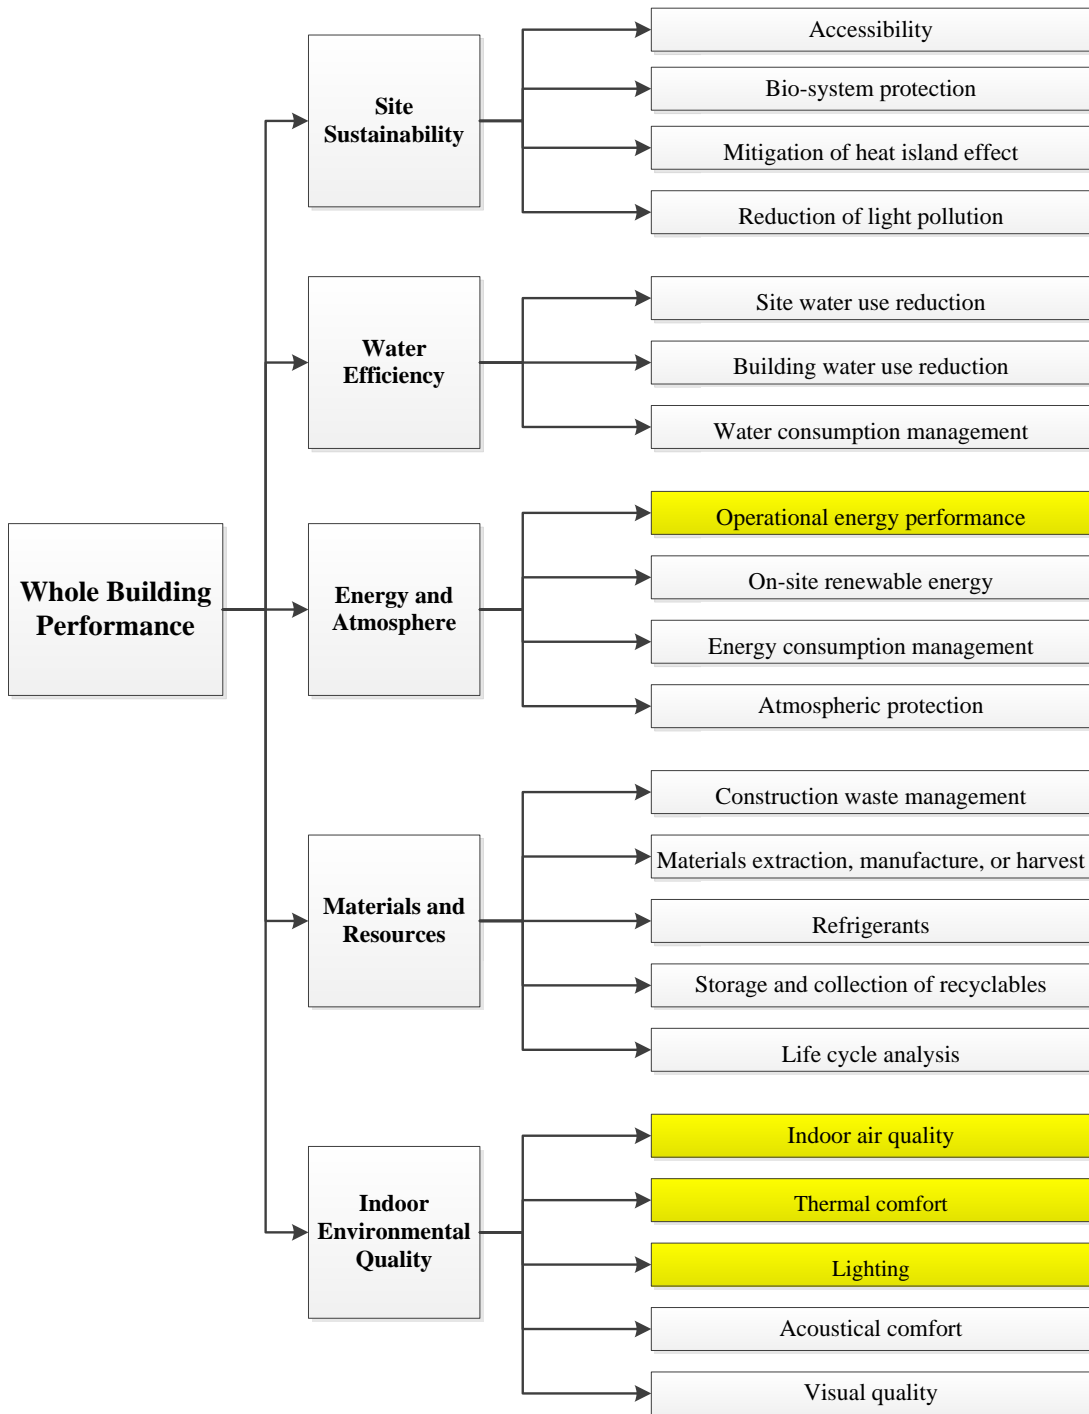 Whole Building
Performance
Site
Sustainability
Accessibility
Bio-system protection
Mitigation of heat island effect
Reduction of light pollution
Water
Efficiency
Site water use reduction
Building water use reduction
Water consumption management
Energy and
Atmosphere
Operational energy performance
On-site renewable energy
Energy consumption management
Atmospheric protection
Materials and
Resources
Construction waste management
Materials extraction, manufacture, or harvest
Refrigerants
Storage and collection of recyclables
Life cycle analysis
Indoor
Environmental
Quality
Indoor air quality
Thermal comfort
Lighting
Acoustical comfort
Visual quality